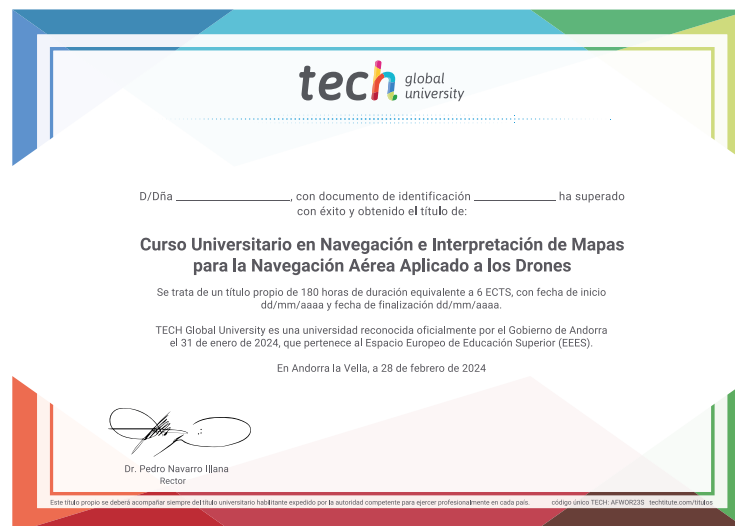 tech global university
D/Dña ______________, con documento de identificación __________ ha superado
con éxito y obtenido el título de:
Curso Universitario en Navegación e Interpretación de Mapas
para la Navegación Aérea Aplicado a los Drones
Se trata de un título propio de 180 horas de duración equivalente a 6 ECTS, con fecha de inicio
dd/mm/aaaa y fecha de finalización dd/mm/aaaa.
TECH Global University es una universidad reconocida oficialmente por el Gobierno de Andorra
el 31 de enero de 2024, que pertenece al Espacio Europeo de Educación Superior (EEES).
En Andorra la Vella, a 28 de febrero de 2024
Dr. Pedro Navarro Illana
Rector
Este título propio se deberá acompañar siempre del título universitario habilitante expedido por la autoridad competente para ejercer profesionalmente en cada país. código único TECH: AFWOR23S techtitute.com/títulos